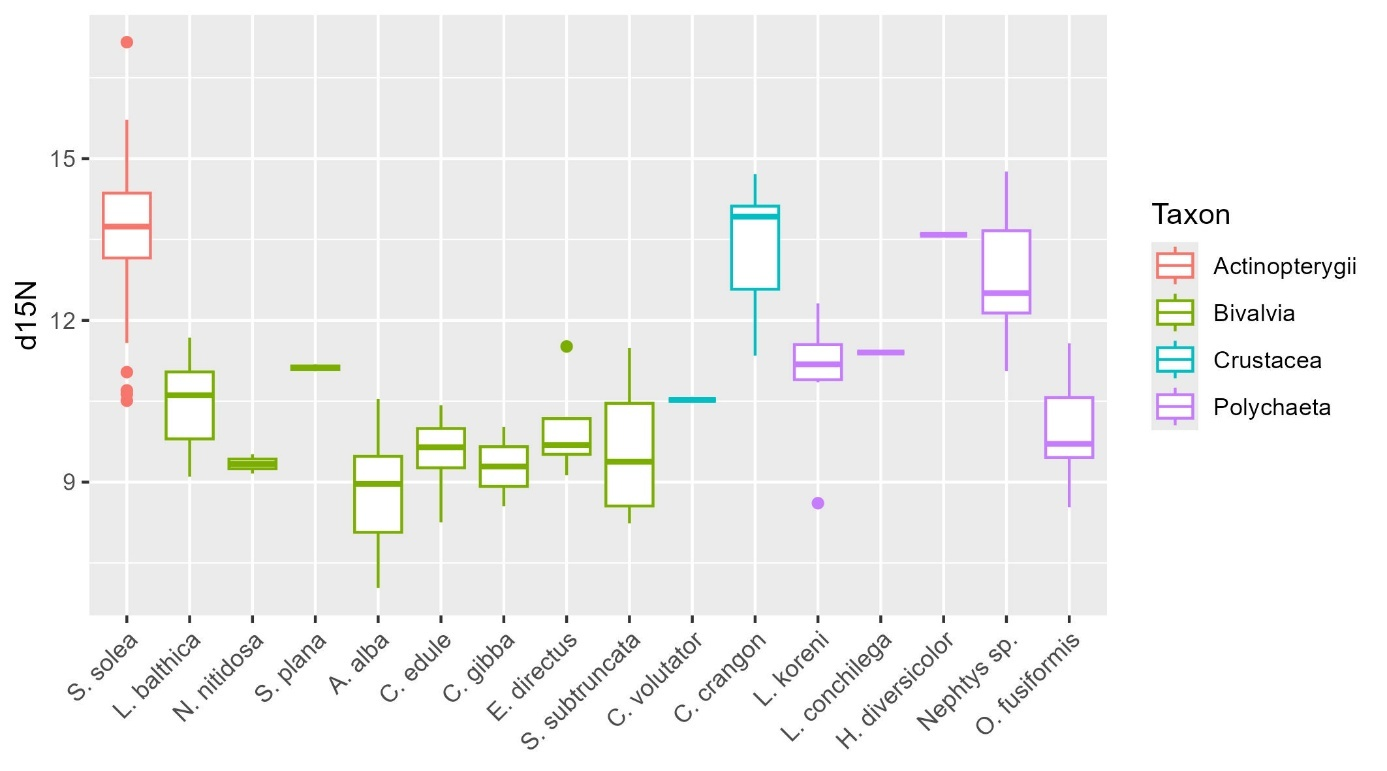 d15N
15
12
9
S. solea
L. balthica
N. nitidosa
S. plana
A. alba
C. edule
C. gibba
E. directus
S. subtruncata
C. volutator
C. crangon
L. koreni
L. conchilega
H. diversicolor
Nephtys sp.
O. fusiformis
Taxon
Actinopterygii
Bivalvia
Crustacea
Polychaeta